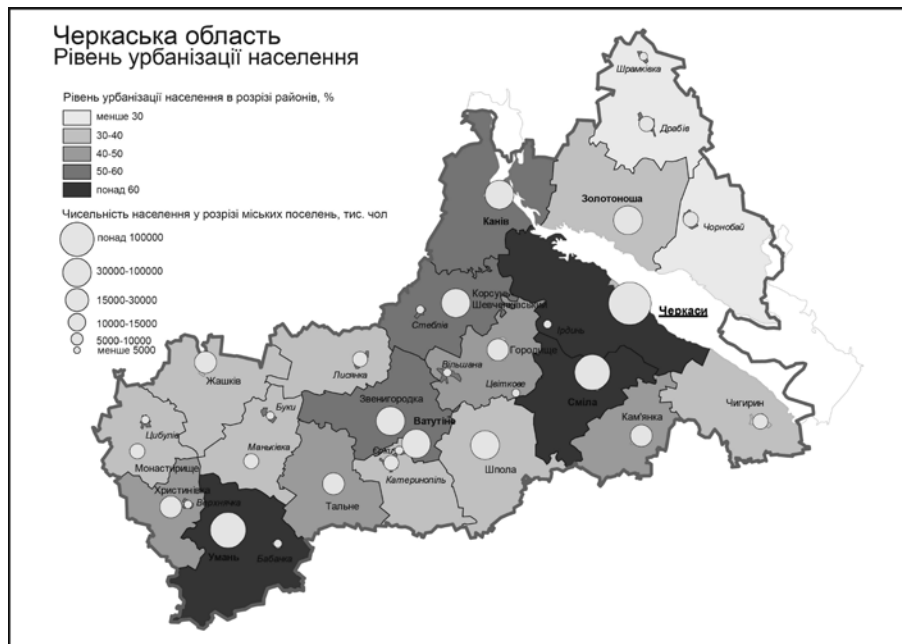 Черкаська область
Рівень урбанізації населення
Рівень урбанізації населення в розрізі районів, %
менше 30
30-40
40-50
50-60
понад 60
Чисельність населення у розрізі міських поселень, тис. чол
понад 100000
30000-100000
15000-30000
10000-15000
5000-10000
менше 5000
Шрамківка
Драбів
Золотоноша
Канів
Чорнобай
Корсунь
Шевченківський
Стеблів
Черкаси
Ірдинь
Городище
Вільшана
Лисянка
Жашків
Цвіткове
Сміла
Звенигородка
Ватутіне
Буки
Чигирин
Кам'янка
Цибулів
Маньківка
Монастирище
Шпола
Катеринопіль
Христинівка
Верхнячка
Тальне
Умань
Бабанка